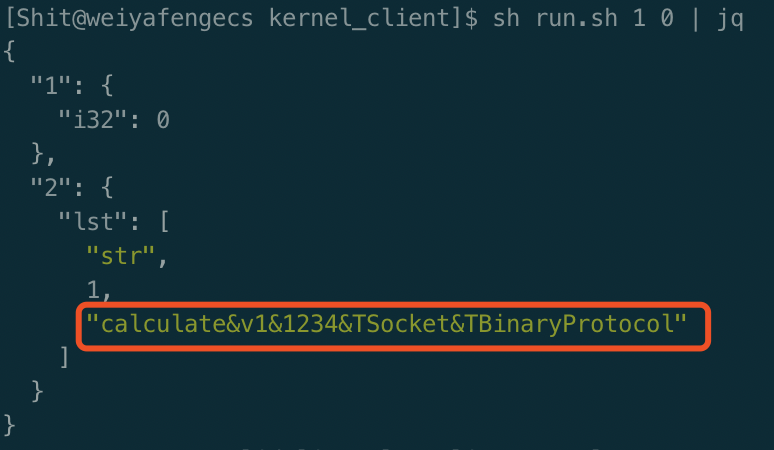 [Shit@weiyafengecs kernel_client]$ sh run.sh 1 0 | jq
{
  "1": {
    "i32": 0
  },
  "2": {
    "lst": [
      "str",
      1,
      "calculate&v1&1234&TSocket&TBinaryProtocol"
    ]
  }
}